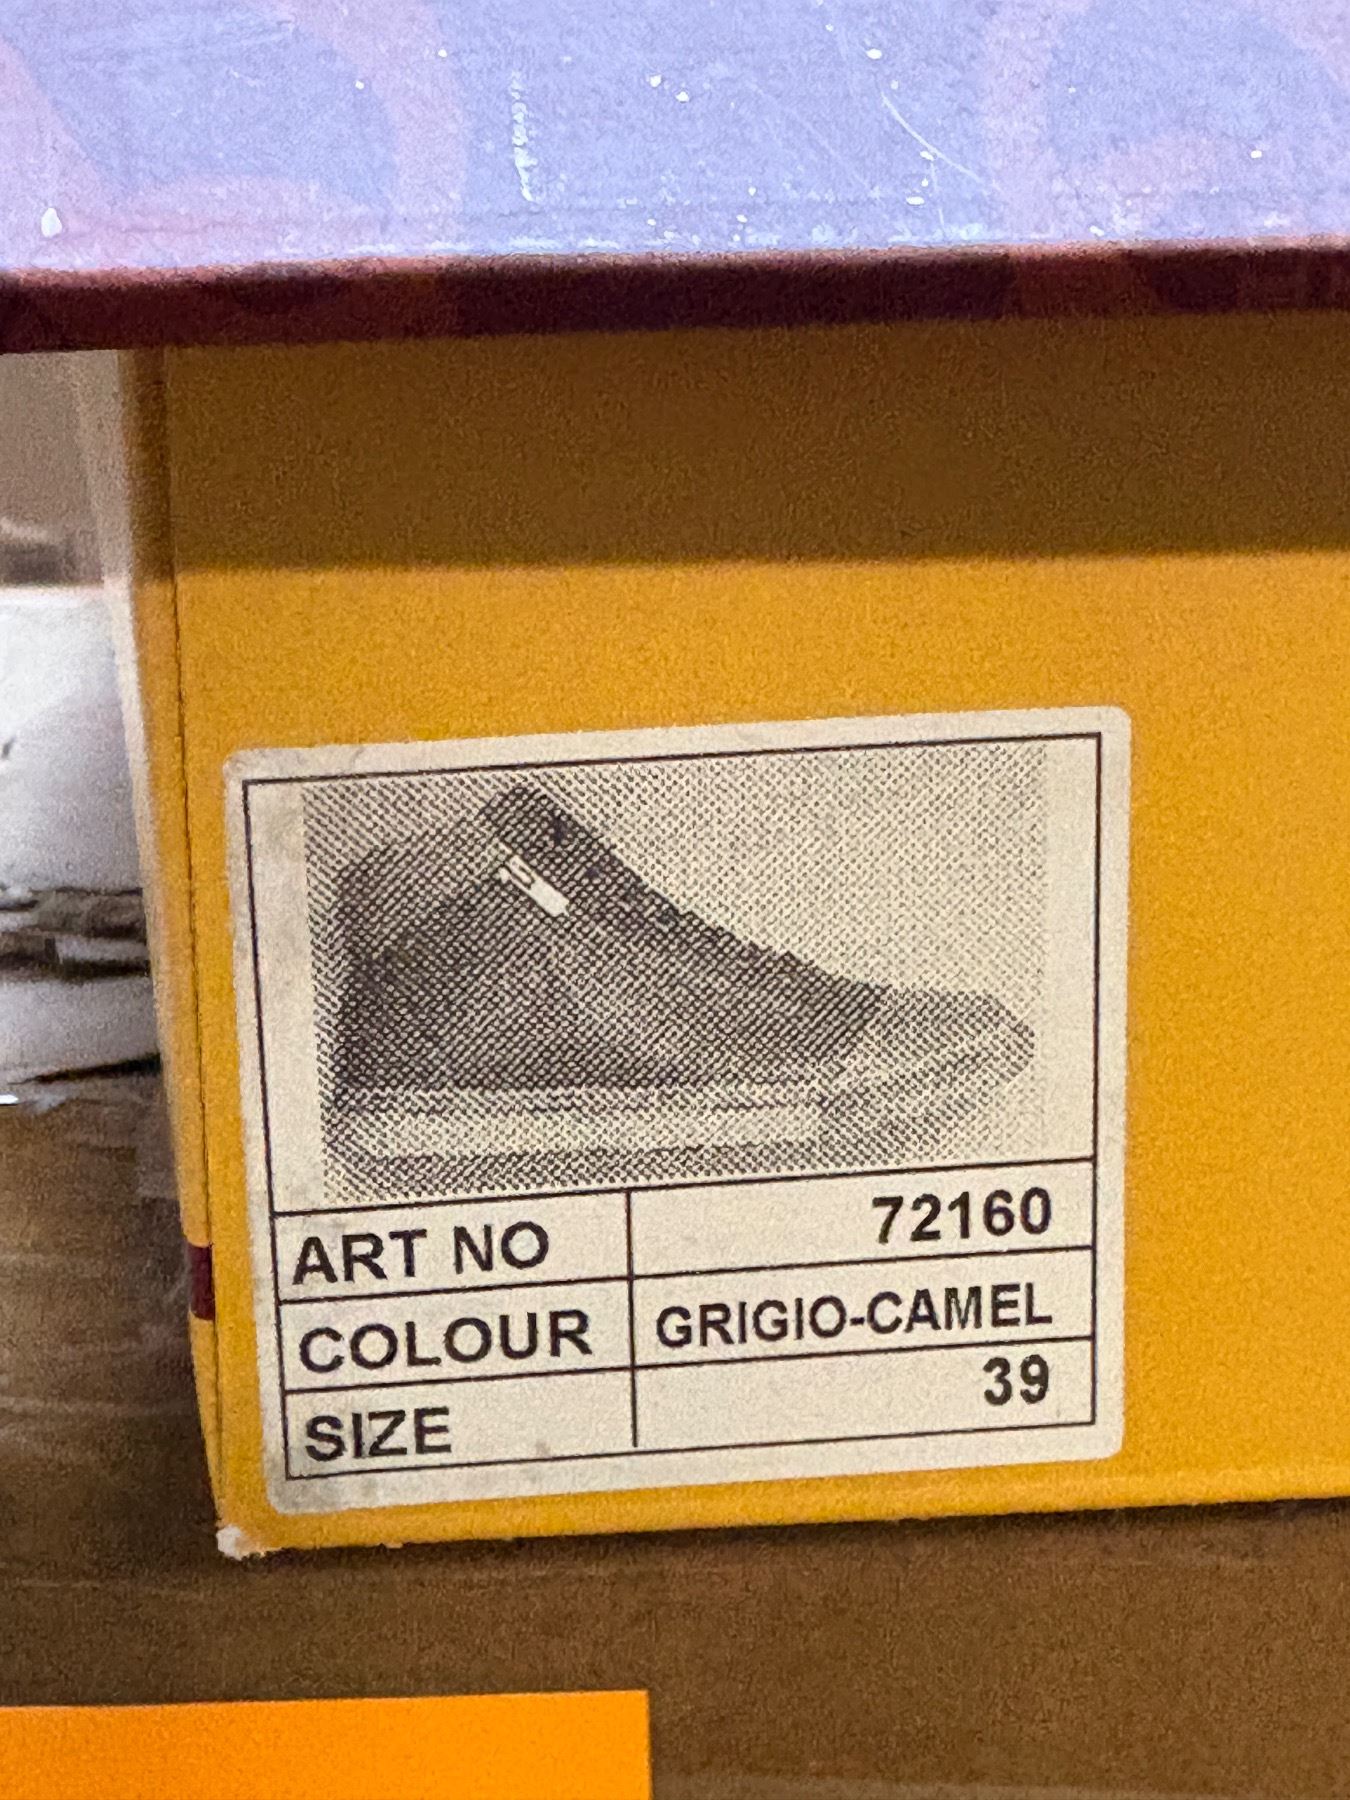 ART NO 72160
COLOUR GRIGIO-CAMEL
SIZE 39